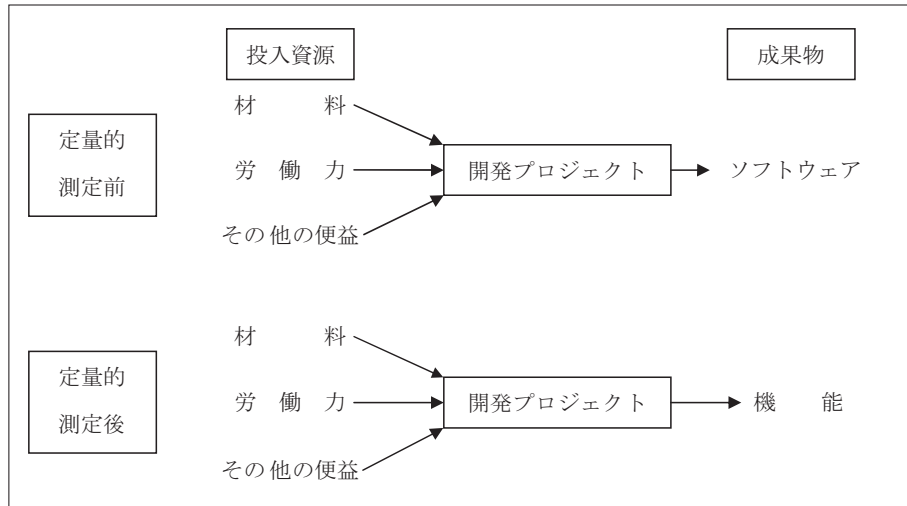 投入資源 成果物
材料
定量的
測定前
労働力 開発プロジェクト ソフトウェア
その他の便益
材料
定量的
測定後
労働力 開発プロジェクト 機能
その他の便益